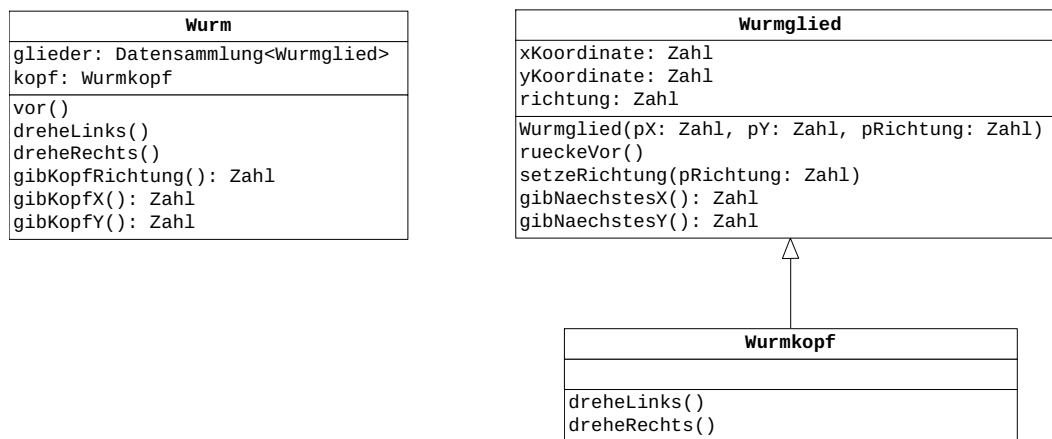 Wurm
glieder: Datensammlung<Wurmglied>
kopf: Wurmkopf
vor()
dreheLinks()
dreheRechts()
gibKopfRichtung(): Zahl
gibKopfX(): Zahl
gibKopfY(): Zahl
Wurmglied
xKoordinate: Zahl
yKoordinate: Zahl
richtung: Zahl
Wurmglied(pX: Zahl, pY: Zahl, pRichtung: Zahl)
rueckeVor()
setzeRichtung(pRichtung: Zahl)
gibNaechstesX(): Zahl
gibNaechstesY(): Zahl
Wurmkopf
dreheLinks()
dreheRechts()